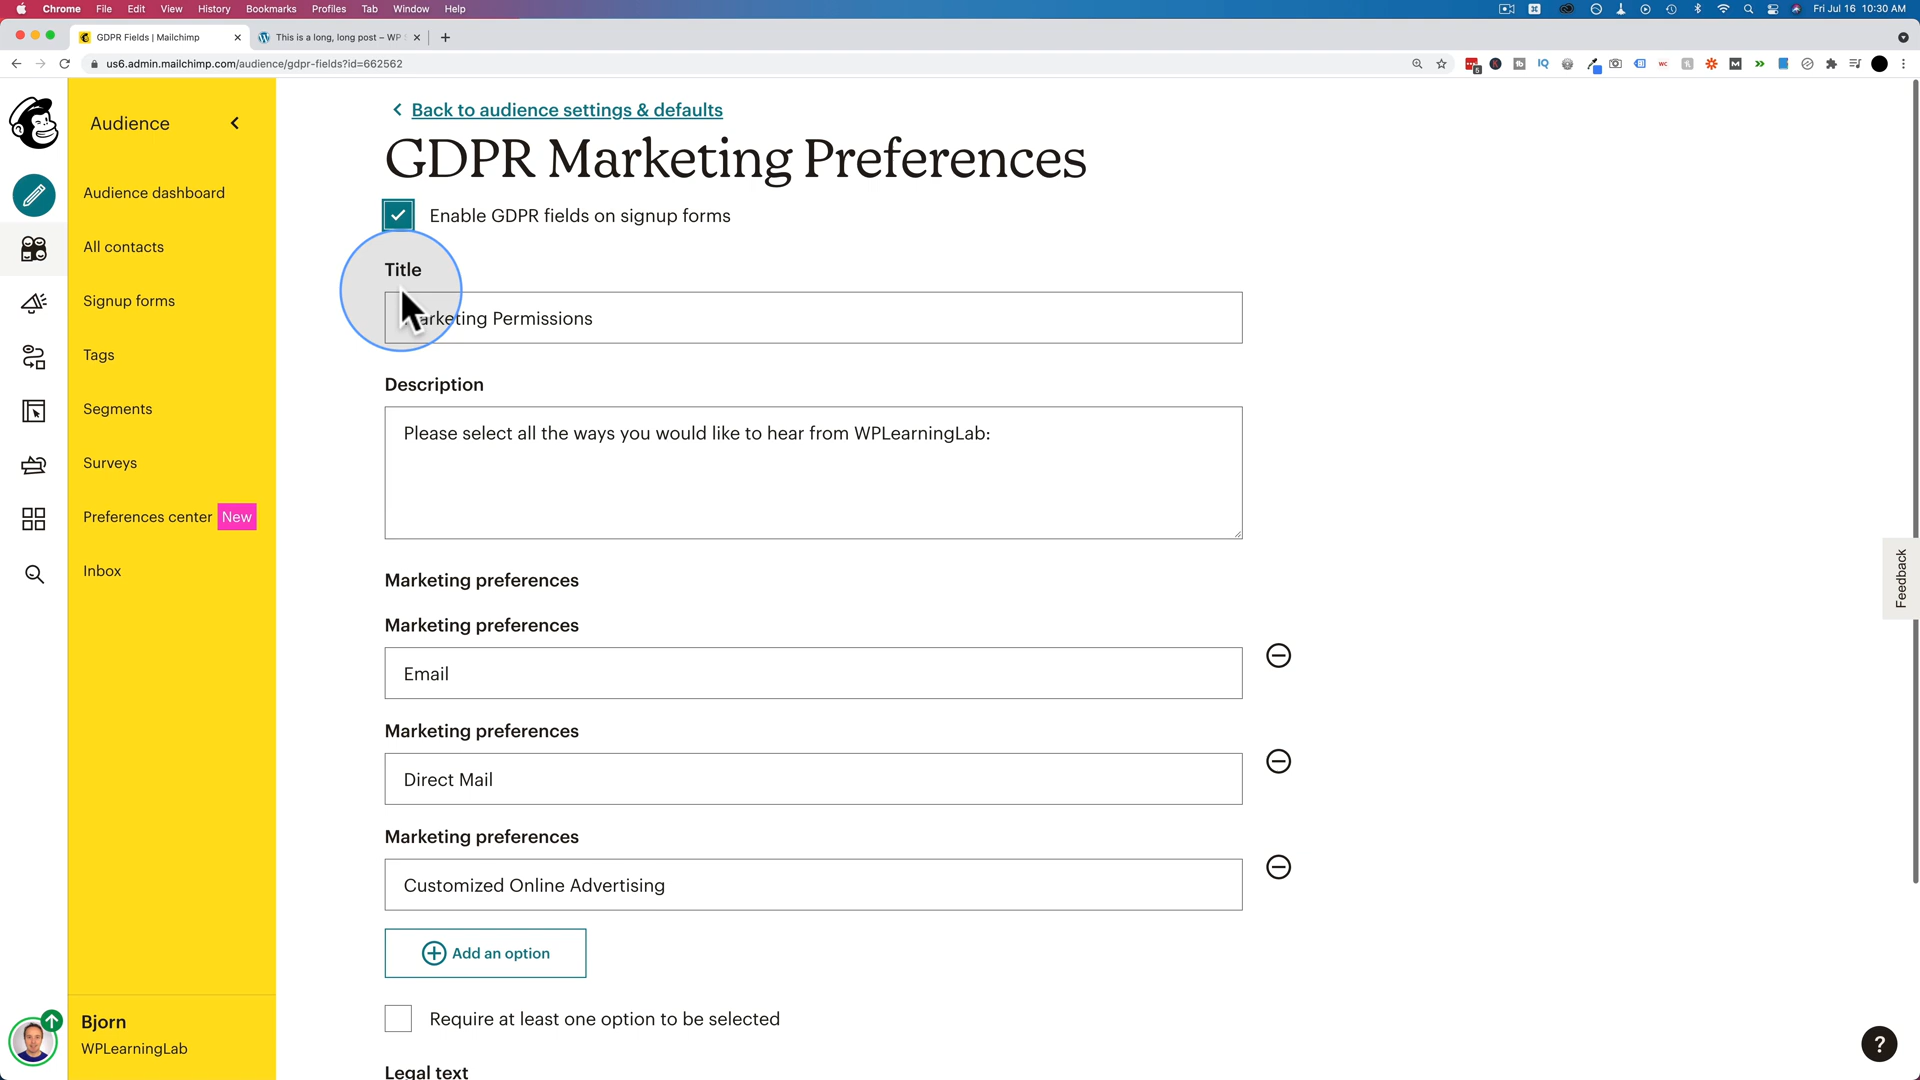 Chrome File Edit View History Bookmarks Profiles Tab Window Help
Fri Jul 16 10:30 AM
GDPR Fields | Mailchimp
This is a long, long post – WP
us6.admin.mailchimp.com/audience/gdpr-fields?id=662562
Audience
Audience dashboard
All contacts
Signup forms
Tags
Segments
Surveys
Preferences center New
Inbox
Bjorn
WPLearningLab
Back to audience settings & defaults
GDPR Marketing Preferences
Enable GDPR fields on signup forms
Title
Marketing Permissions
Description
Please select all the ways you would like to hear from WPLearningLab:
Marketing preferences
Marketing preferences
Email
Marketing preferences
Direct Mail
Marketing preferences
Customized Online Advertising
Add an option
Require at least one option to be selected
Legal text
Feedback
?